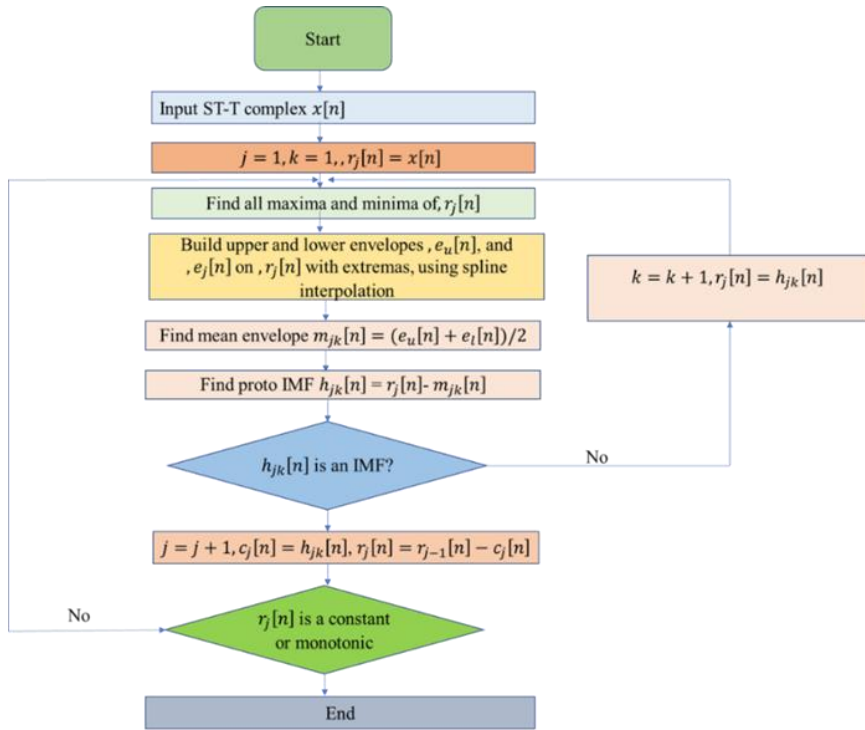 Start
Input ST-T complex x[n]
j = 1, k = 1, , r_j[n] = x[n]
Find all maxima and minima of, r_j[n]
Build upper and lower envelopes , e_u[n], and
, e_j[n] on , r_j[n] with extremas, using spline
interpolation
k = k + 1, r_j[n] = h_jk[n]
Find mean envelope m_jk[n] = (e_u[n] + e_l[n])/2
Find proto IMF h_jk[n] = r_j[n]- m_jk[n]
h_jk[n] is an IMF?
No
j = j + 1, c_j[n] = h_jk[n], r_j[n] = r_j−1[n] − c_j[n]
No
r_j[n] is a constant
or monotonic
End